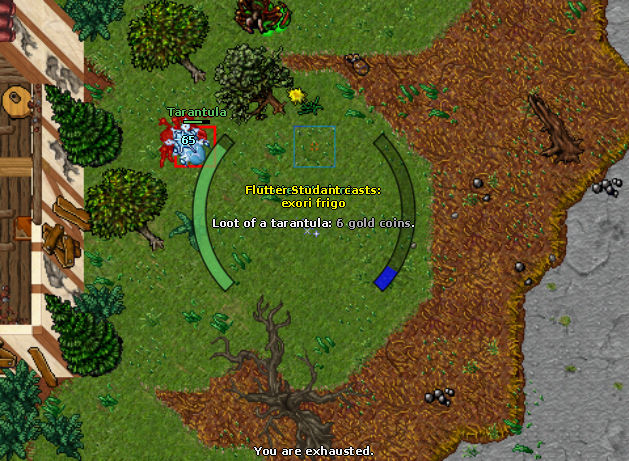 Tarantula
65
Flutter Studant casts:
exori frigo
Loot of a tarantula: 6 gold coins.
You are exhausted.